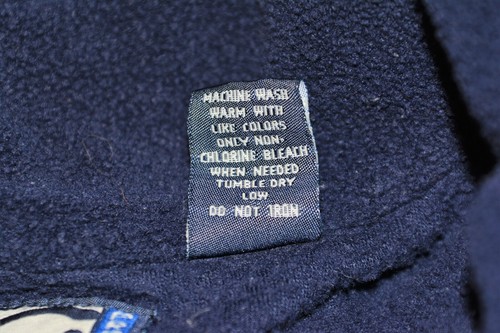 MACHINE WASH
WARM WITH
LIKE COLORS
ONLY NON-
CHLORINE BLEACH
WHEN NEEDED
TUMBLE DRY
LOW
DO NOT IRON